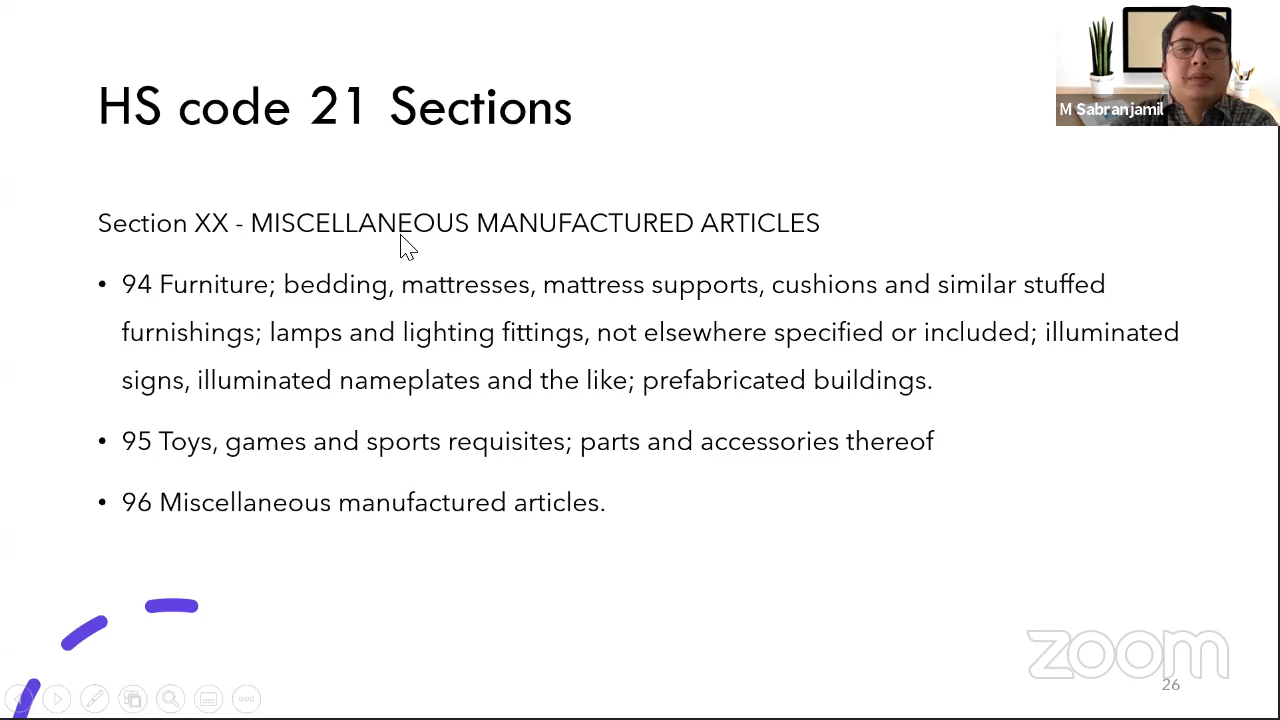 HS code 21 Sections
M Sabranjamil
Section XX - MISCELLANEOUS MANUFACTURED ARTICLES
• 94 Furniture; bedding, mattresses, mattress supports, cushions and similar stuffed
furnishings; lamps and lighting fittings, not elsewhere specified or included; illuminated
signs, illuminated nameplates and the like; prefabricated buildings.
• 95 Toys, games and sports requisites; parts and accessories thereof
• 96 Miscellaneous manufactured articles.
zoom
26